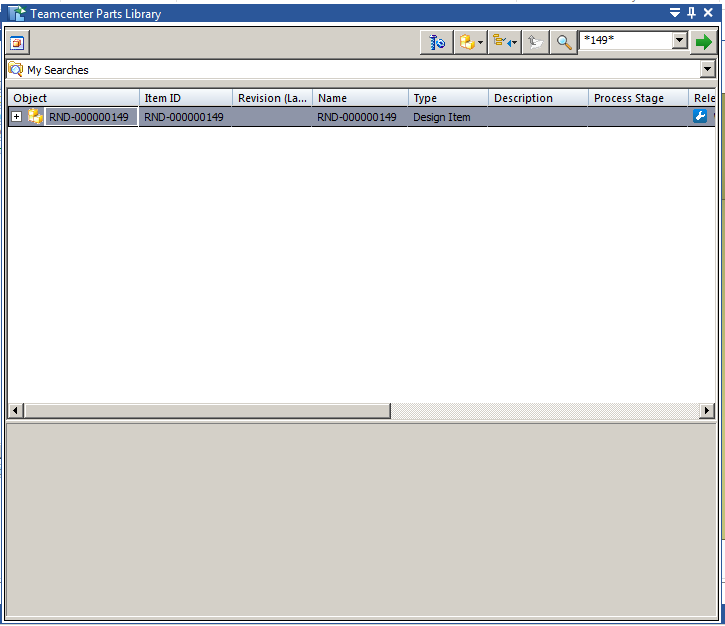 Teamcenter Parts Library
*149*
My Searches
Object Item ID Revision (La... Name Type Description Process Stage Rele
RND-000000149 RND-000000149 RND-000000149 Design Item